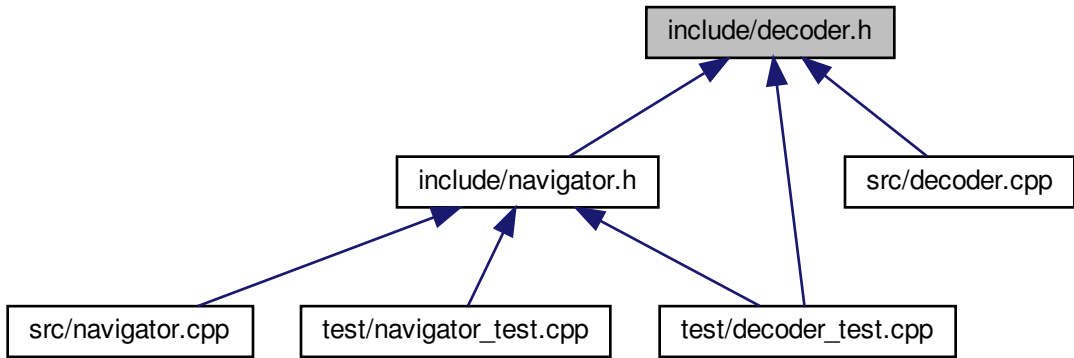 include/decoder.h
include/navigator.h
src/decoder.cpp
src/navigator.cpp
test/navigator_test.cpp
test/decoder_test.cpp